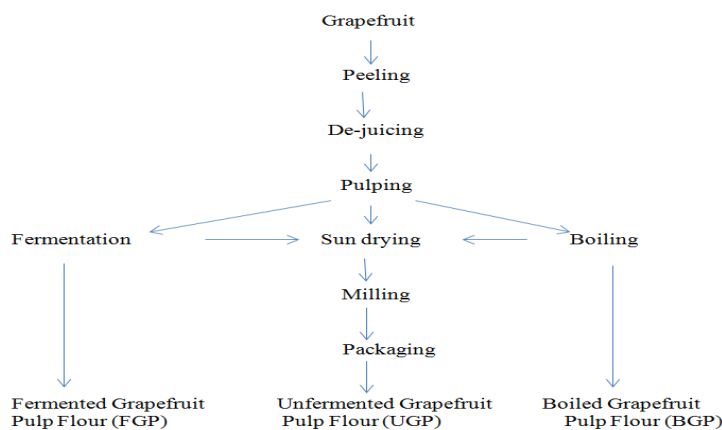 Grapefruit
Peeling
De-juicing
Pulping
Fermentation
Sun drying
Boiling
Milling
Packaging
Fermented Grapefruit
Pulp Flour (FGP)
Unfermented Grapefruit
Pulp Flour (UGP)
Boiled Grapefruit
Pulp Flour (BGP)